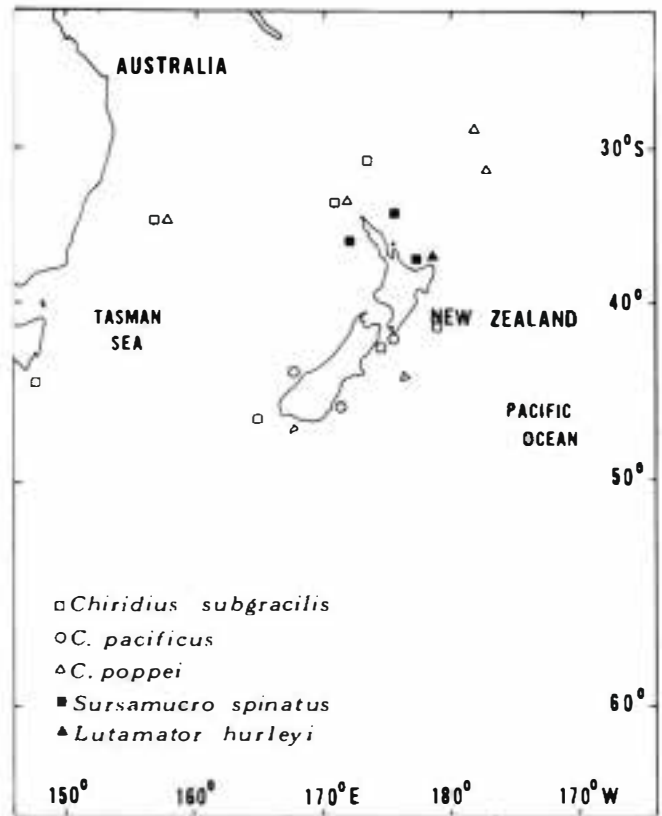 AUSTRALIA
30°S
40°
TASMAN
SEA
NEW ZEALAND
PACIFIC
OCEAN
50°
□ Chiridius subgracilis
○ C. pacificus
△ C. poppei
■ Sursamucro spinatus
▲ Lutamator hurleyi
60°
150° 160° 170°E 180° 170°W